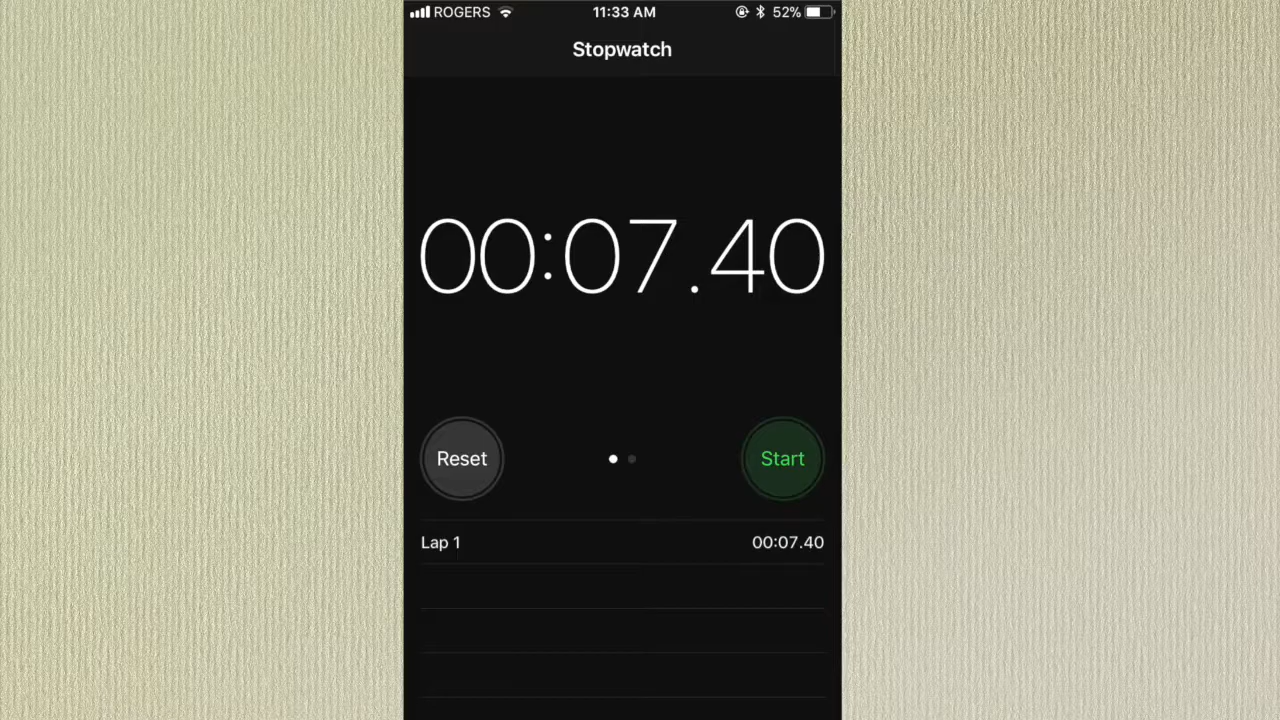 ROGERS 11:33 AM 52%
Stopwatch
00:07.40
Reset Start
Lap 1 00:07.40